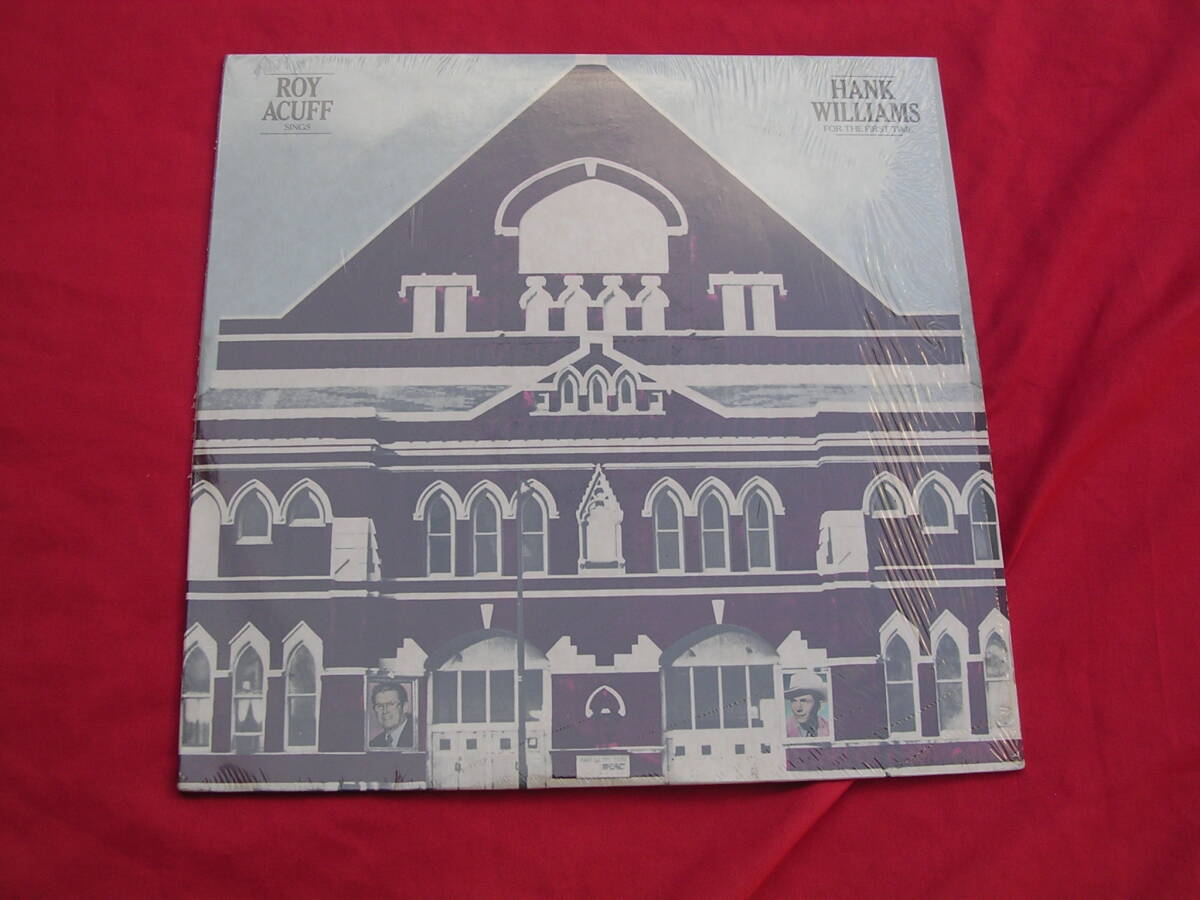 ROY
ACUFF
SINGS
HANK
WILLIAMS
FOR THE FIRST TIME